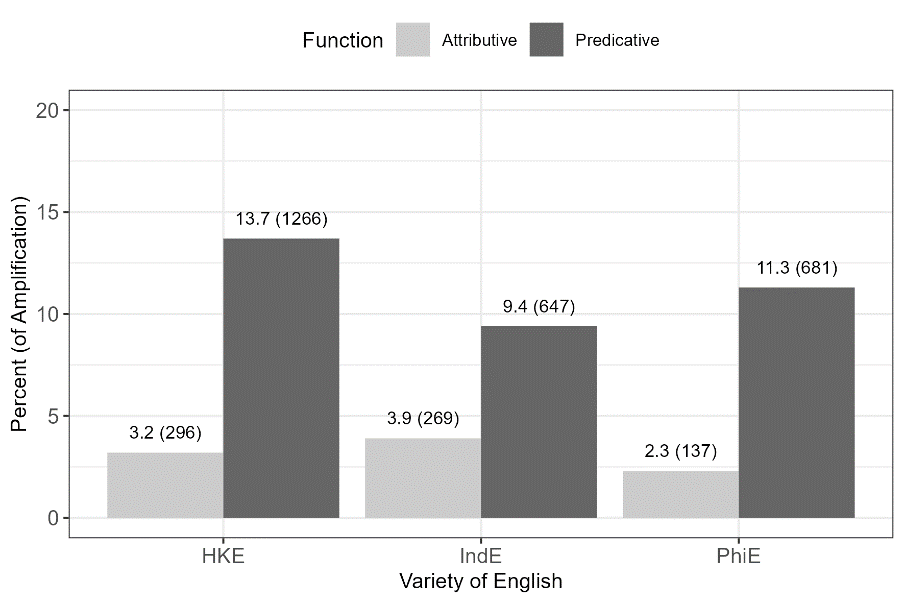 Function Attributive Predicative
20
15
10
5
0
Percent (of Amplification)
13.7 (1266)
11.3 (681)
9.4 (647)
3.9 (269)
3.2 (296)
2.3 (137)
HKE IndE PhiE
Variety of English